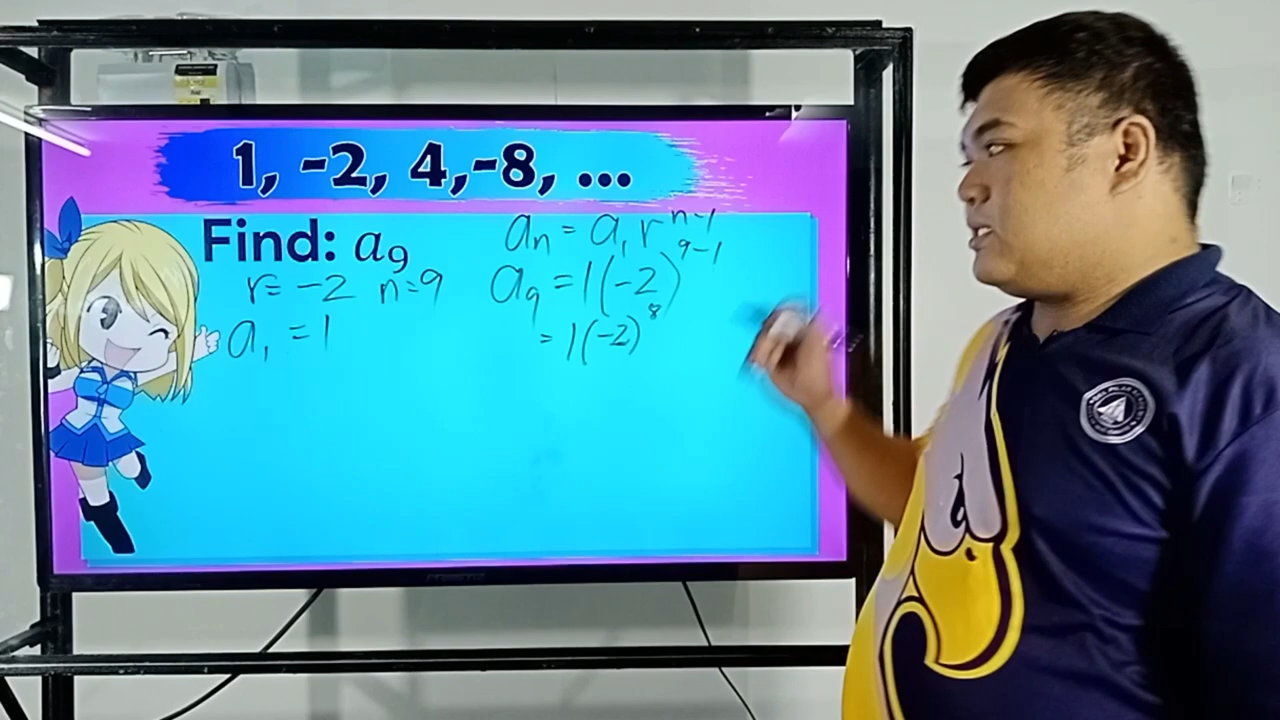 1, -2, 4,-8, ...
Find: a₉
r = -2 n = 9
a₁ = 1
aₙ = a₁ rⁿ⁻¹
a₉ = 1(-2)⁹⁻¹
= 1(-2)⁸